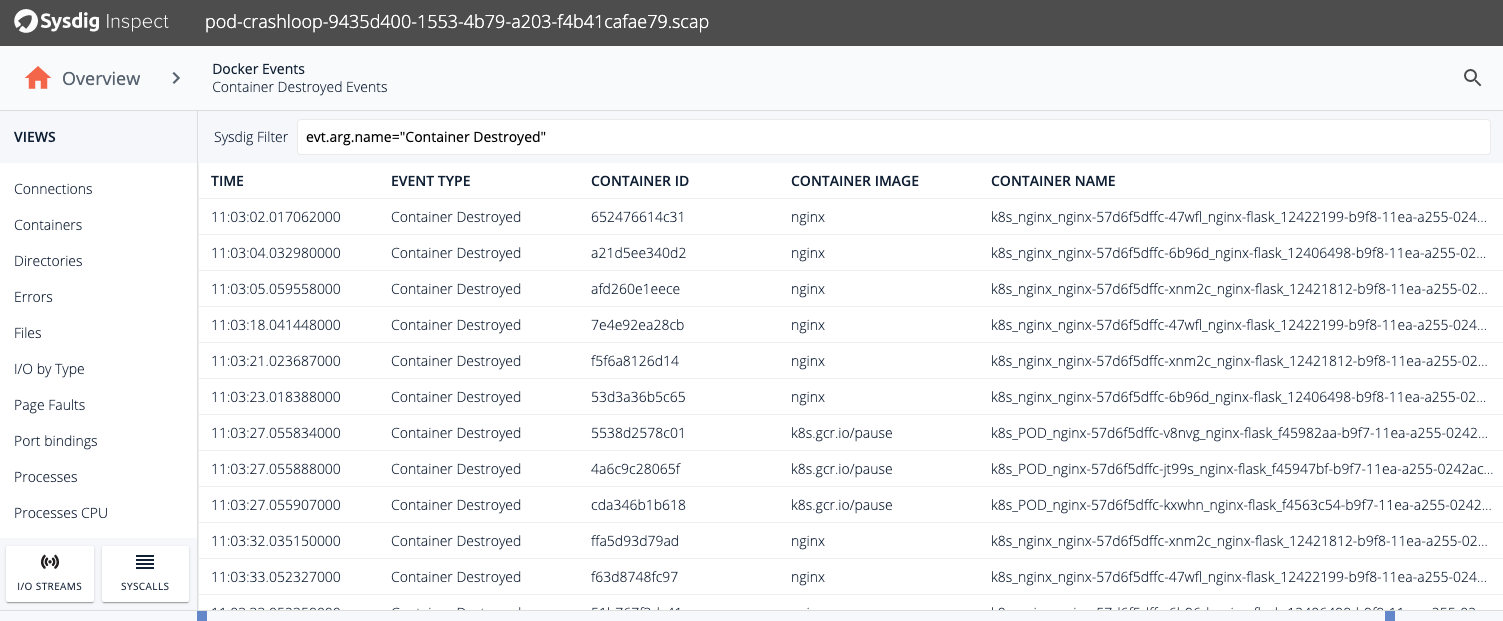 Sysdig Inspect pod-crashloop-9435d400-1553-4b79-a203-f4b41cafae79.scap
Overview
Docker Events
Container Destroyed Events
VIEWS
Connections
Containers
Directories
Errors
Files
I/O by Type
Page Faults
Port bindings
Processes
Processes CPU
I/O STREAMS
SYSCALLS
Sysdig Filter evt.arg.name="Container Destroyed"
TIME EVENT TYPE CONTAINER ID CONTAINER IMAGE CONTAINER NAME
11:03:02.017062000 Container Destroyed 652476614c31 nginx k8s_nginx_nginx-57d6f5dffc-47wfl_nginx-flask_12422199-b9f8-11ea-a255-024...
11:03:04.032980000 Container Destroyed a21d5ee340d2 nginx k8s_nginx_nginx-57d6f5dffc-6b96d_nginx-flask_12406498-b9f8-11ea-a255-02...
11:03:05.059558000 Container Destroyed afd260e1eece nginx k8s_nginx_nginx-57d6f5dffc-xnm2c_nginx-flask_12421812-b9f8-11ea-a255-02...
11:03:18.041448000 Container Destroyed 7e4e92ea28cb nginx k8s_nginx_nginx-57d6f5dffc-47wfl_nginx-flask_12422199-b9f8-11ea-a255-024...
11:03:21.023687000 Container Destroyed f5f6a8126d14 nginx k8s_nginx_nginx-57d6f5dffc-xnm2c_nginx-flask_12421812-b9f8-11ea-a255-02...
11:03:23.018388000 Container Destroyed 53d3a36b5c65 nginx k8s_nginx_nginx-57d6f5dffc-6b96d_nginx-flask_12406498-b9f8-11ea-a255-02...
11:03:27.055834000 Container Destroyed 5538d2578c01 k8s.gcr.io/pause k8s_POD_nginx-57d6f5dffc-v8nvg_nginx-flask_f45982aa-b9f7-11ea-a255-0242...
11:03:27.055888000 Container Destroyed 4a6c9c28065f k8s.gcr.io/pause k8s_POD_nginx-57d6f5dffc-jt99s_nginx-flask_f45947bf-b9f7-11ea-a255-0242ac...
11:03:27.055907000 Container Destroyed cda346b1b618 k8s.gcr.io/pause k8s_POD_nginx-57d6f5dffc-kxwhn_nginx-flask_f4563c54-b9f7-11ea-a255-0242...
11:03:32.035150000 Container Destroyed ffa5d93d79ad nginx k8s_nginx_nginx-57d6f5dffc-xnm2c_nginx-flask_12421812-b9f8-11ea-a255-02...
11:03:33.052327000 Container Destroyed f63d8748fc97 nginx k8s_nginx_nginx-57d6f5dffc-47wfl_nginx-flask_12422199-b9f8-11ea-a255-024...